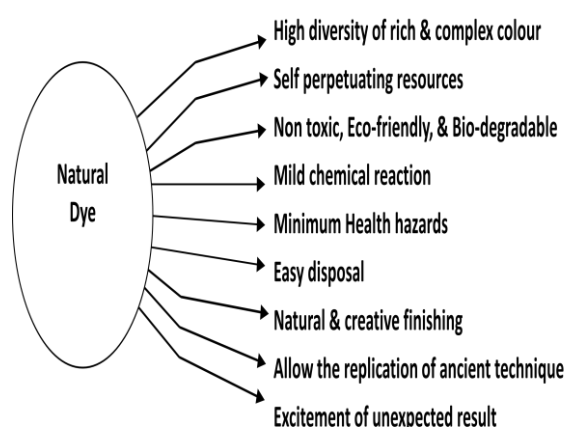 Natural
Dye
High diversity of rich & complex colour
Self perpetuating resources
Non toxic, Eco-friendly, & Bio-degradable
Mild chemical reaction
Minimum Health hazards
Easy disposal
Natural & creative finishing
Allow the replication of ancient technique
Excitement of unexpected result